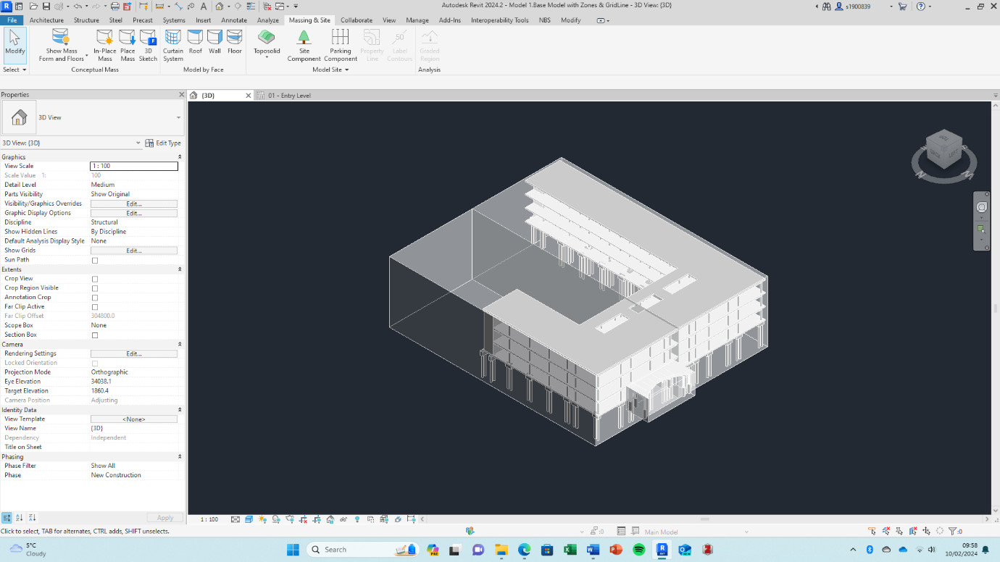 Autodesk Revit 2024.2 - Model 1.Base Model with Zones & GridLine - 3D View: {3D}
s1900839
File Architecture Structure Steel Precast Systems Insert Annotate Analyze Massing & Site Collaborate View Manage Add-Ins Interoperability Tools NBS Modify
Modify
Show Mass
Form and Floors
In-Place
Mass
Place
Mass
3D
Sketch
Curtain
System
Roof
Wall
Floor
Toposolid
Site
Component
Parking
Component
Property
Line
Label
Contours
Graded
Region
Select
Conceptual Mass
Model by Face
Model Site
Analysis
Properties
{3D}
01 - Entry Level
3D View
3D View: {3D}
Edit Type
Graphics
View Scale 1 : 100
Scale Value 1: 100
Detail Level Medium
Parts Visibility Show Original
Visibility/Graphics Overrides Edit...
Graphic Display Options Edit...
Discipline Structural
Show Hidden Lines By Discipline
Default Analysis Display Style None
Show Grids Edit...
Sun Path
Extents
Crop View
Crop Region Visible
Annotation Crop
Far Clip Active
Far Clip Offset 304800.0
Scope Box None
Section Box
Camera
Rendering Settings Edit...
Locked Orientation
Projection Mode Orthographic
Eye Elevation 34038.1
Target Elevation 1860.4
Camera Position Adjusting
Identity Data
View Template <None>
View Name {3D}
Dependency Independent
Title on Sheet
Phasing
Phase Filter Show All
Phase New Construction
Apply
TOP
BACK
LEFT
1 : 100
Click to select, TAB for alternates, CTRL adds, SHIFT unselects.
:0
Main Model
:0
5°C
Cloudy
Search
09:58
10/02/2024